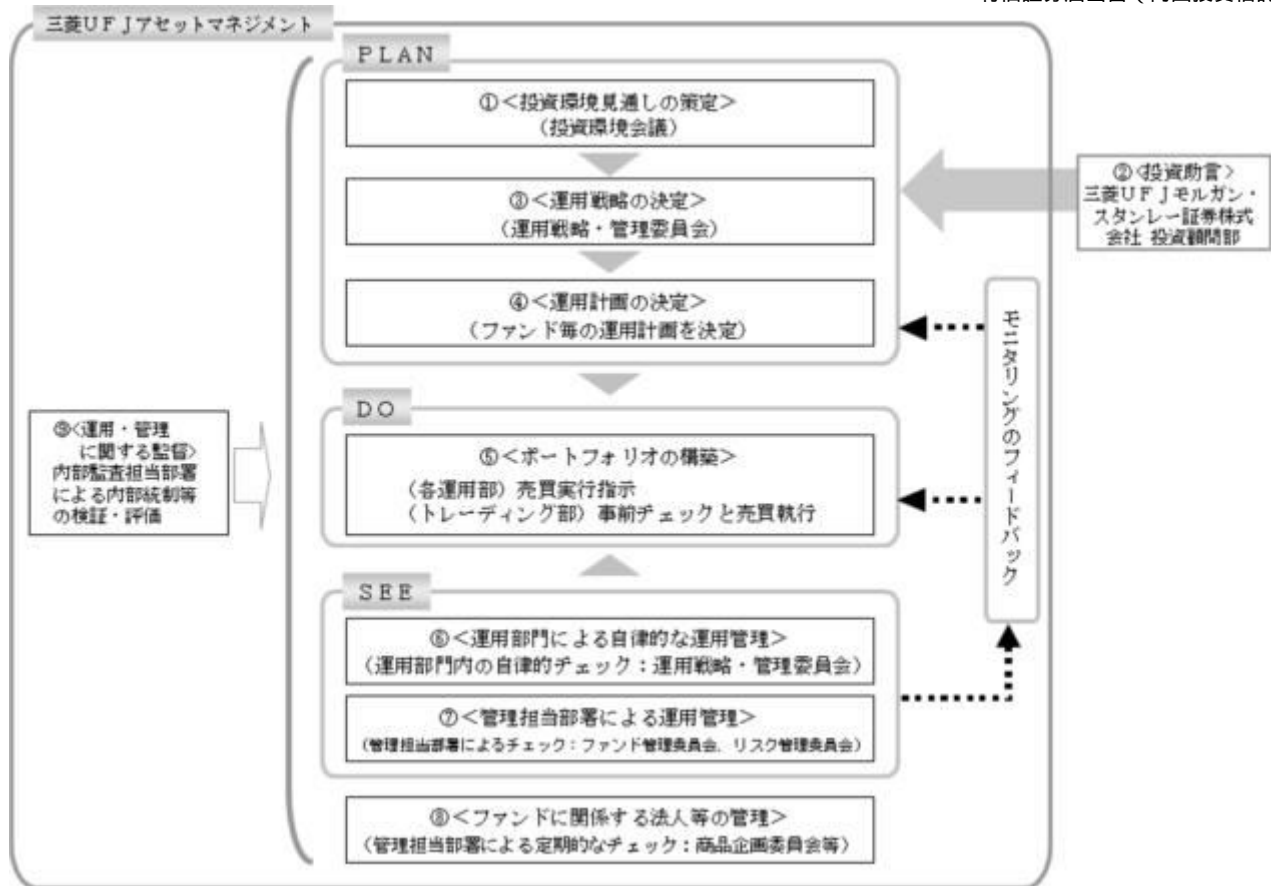 三菱UFJアセットマネジメント
PLAN
①<投資環境見通しの策定>
(投資環境会議)
②<投資助言>
三菱UFJモルガン・
スタンレー証券株式
会社 投資顧問部
③<運用戦略の決定>
(運用戦略・管理委員会)
④<運用計画の決定>
(ファンド毎の運用計画を決定)
モニタリングのフィードバック
DO
⑤<ポートフォリオの構築>
(各運用部)売買実行指示
(トレーディング部)事前チェックと売買執行
⑨<運用・管理
に関する監督>
内部監査担当部署
による内部統制等
の検証・評価
SEE
⑥<運用部門による自律的な運用管理>
(運用部門内の自律的チェック:運用戦略・管理委員会)
⑦<管理担当部署による運用管理>
(管理担当部署によるチェック:ファンド管理委員会、リスク管理委員会)
⑧<ファンドに関係する法人等の管理>
(管理担当部署による定期的なチェック:商品企画委員会等)